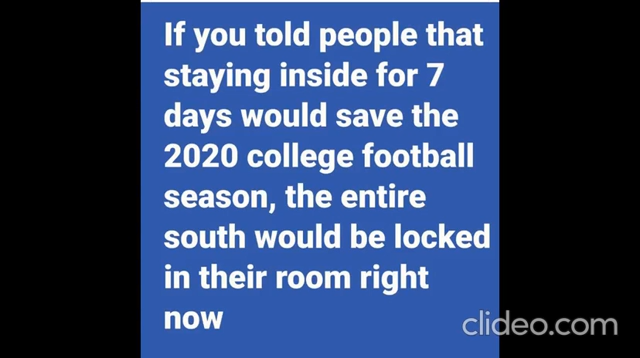 If you told people that
staying inside for 7
days would save the
2020 college football
season, the entire
south would be locked
in their room right
now
clideo.com